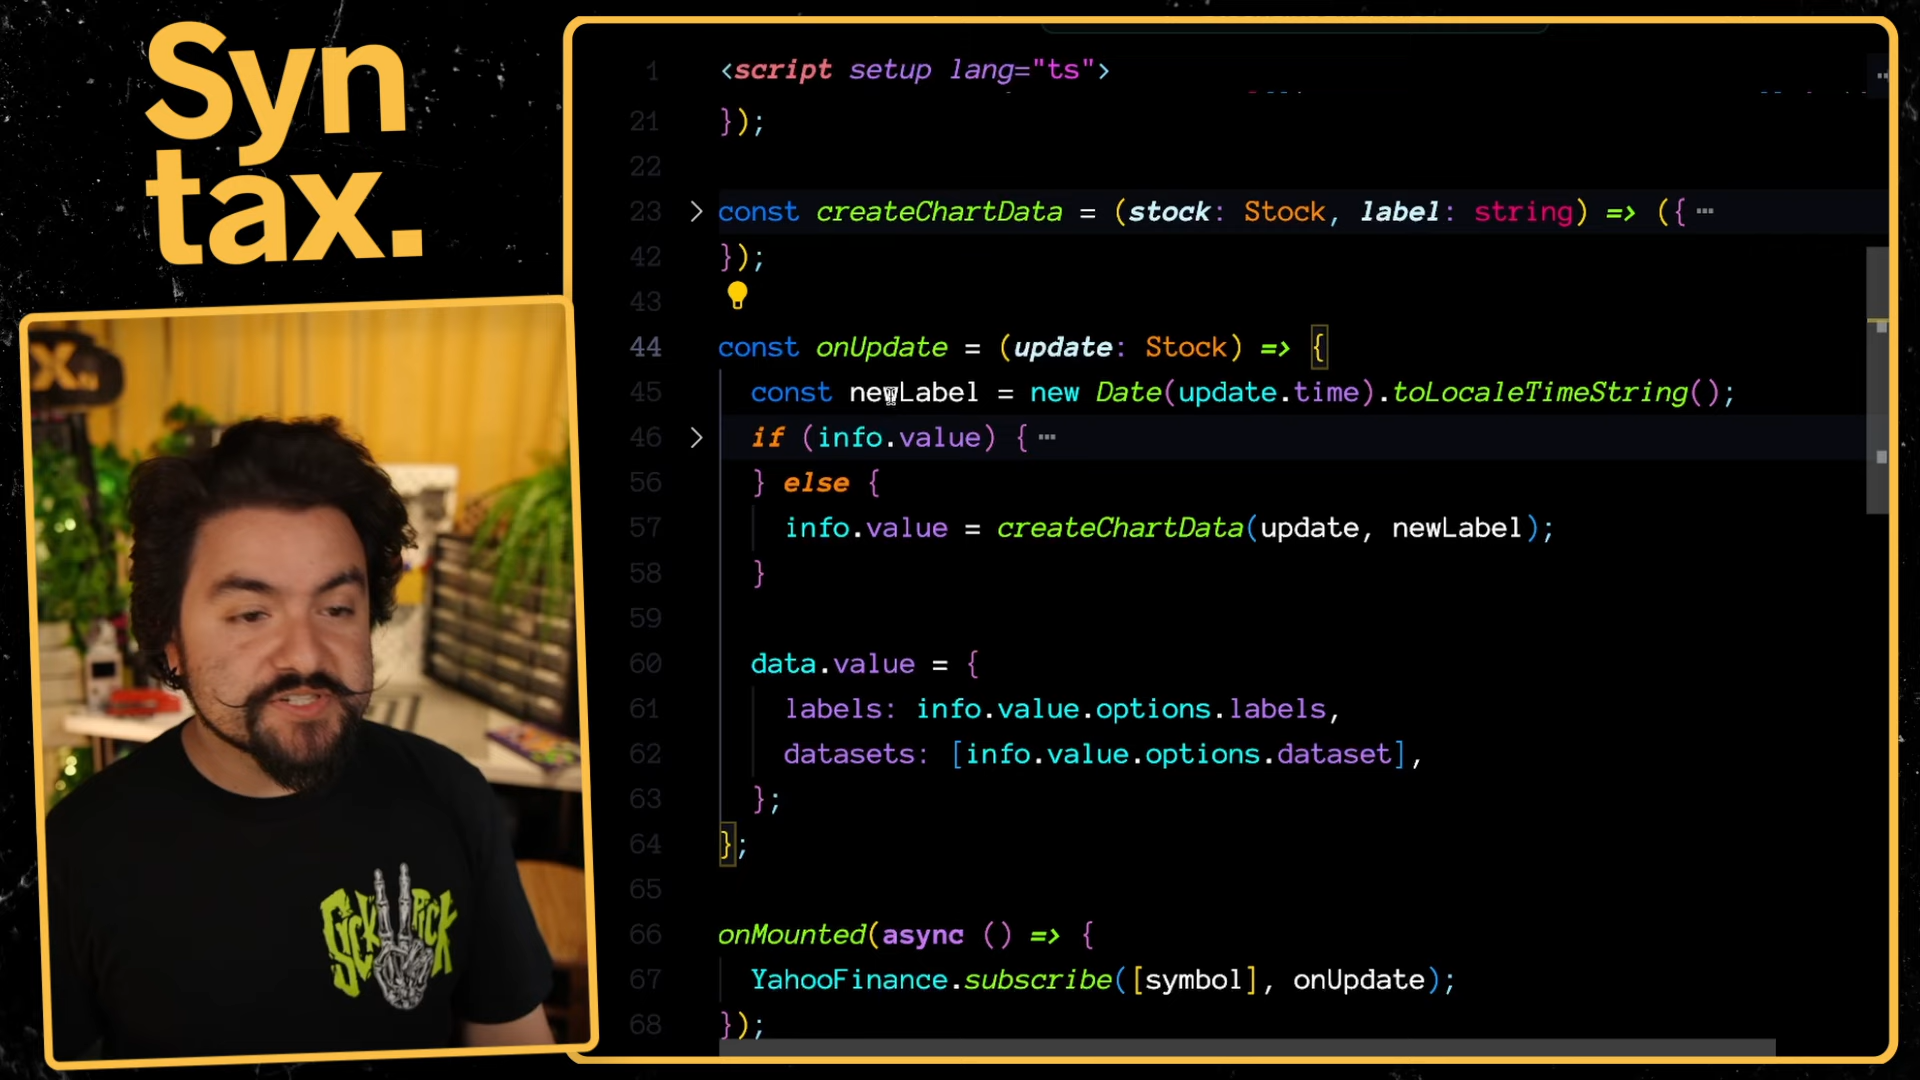 Syn
tax.
X.
SICK PICK
1 <script setup lang="ts">
21 });
22
23 const createChartData = (stock: Stock, label: string) => ({ ⋯
42 });
43
44 const onUpdate = (update: Stock) => {
45 const newLabel = new Date(update.time).toLocaleTimeString();
46 if (info.value) { ⋯
56 } else {
57 info.value = createChartData(update, newLabel);
58 }
59
60 data.value = {
61 labels: info.value.options.labels,
62 datasets: [info.value.options.dataset],
63 };
64 };
65
66 onMounted(async () => {
67 YahooFinance.subscribe([symbol], onUpdate);
68 });